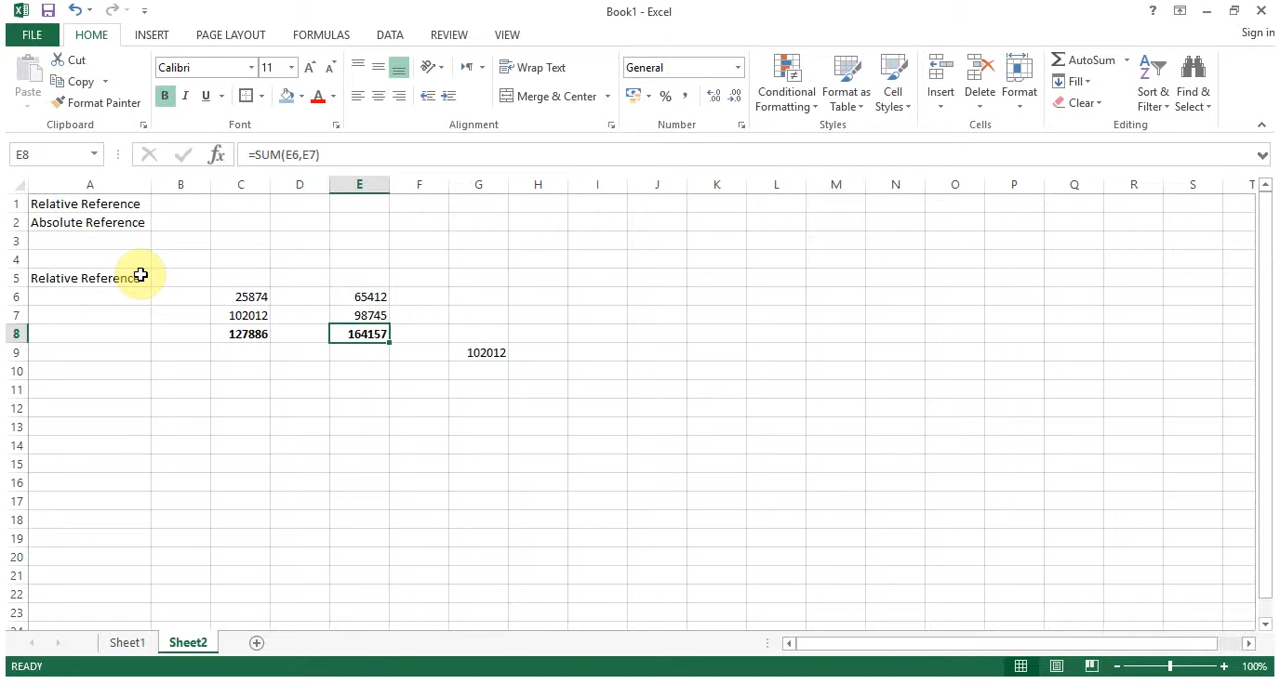 Book1 - Excel
Sign in
FILE HOME INSERT PAGE LAYOUT FORMULAS DATA REVIEW VIEW
Paste
Cut
Copy
Format Painter
Clipboard
Calibri 11
B I U
Font
Wrap Text
Merge & Center
Alignment
General
Number
Conditional Formatting
Format as Table
Cell Styles
Styles
Insert Delete Format
Cells
AutoSum
Fill
Clear
Sort & Filter
Find & Select
Editing
E8 fx =SUM(E6,E7)
A B C D E F G H I J K L M N O P Q R S T
1 Relative Reference
2 Absolute Reference
3
4
5 Relative Reference
6 25874 65412
7 102012 98745
8 127886 164157
9 102012
10
11
12
13
14
15
16
17
18
19
20
21
22
23
24
Sheet1 Sheet2
READY 100%